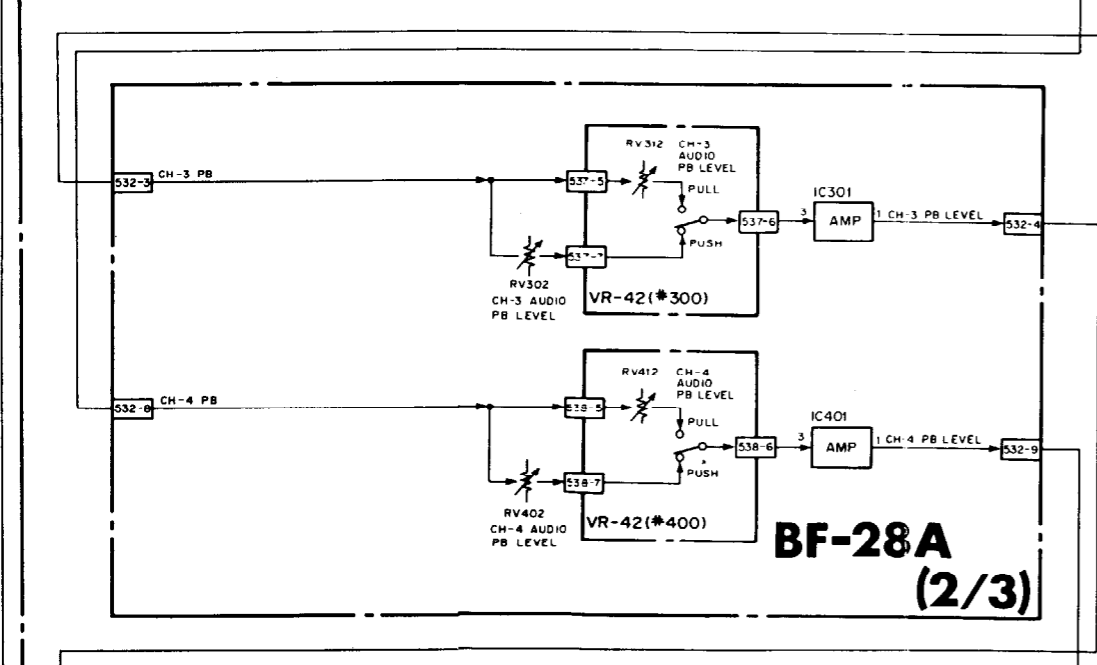 RV312 CH-3
AUDIO
PB LEVEL
532-3 CH-3 PB
537-5
PULL
IC301
537-6 3 AMP 1 CH-3 PB LEVEL 532-4
PUSH
537-7
RV302
CH-3 AUDIO
PB LEVEL
VR-42(#300)
RV412 CH-4
AUDIO
PB LEVEL
532-8 CH-4 PB
538-5
PULL
IC401
538-6 3 AMP 1 CH-4 PB LEVEL 532-9
*
PUSH
538-7
RV402
CH-4 AUDIO
PB LEVEL
VR-42(#400)
BF-28A
(2/3)